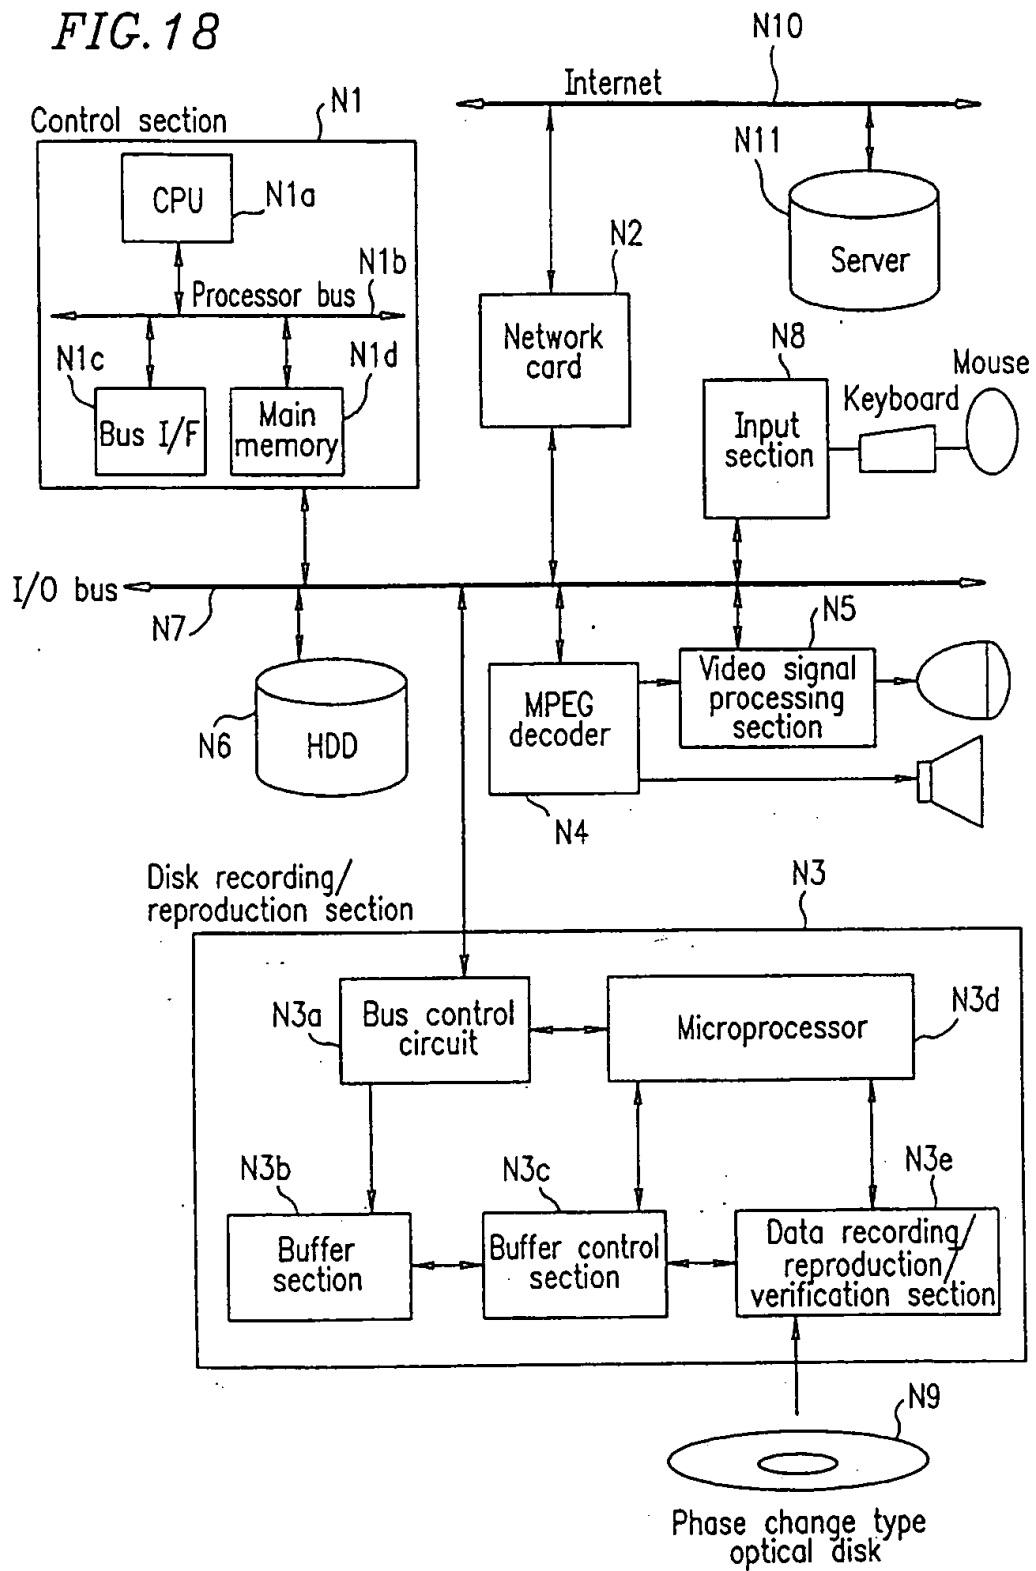 FIG.18
N10
Internet
N1
Control section
N11
CPU
N1a
N2
N1b
Server
Processor bus
Network
card
N8
N1c
N1d
Mouse
Keyboard
Bus I/F
Main
memory
Input
section
I/O bus
N7
N5
Video signal
processing
section
MPEG
decoder
N6
HDD
N4
Disk recording/
reproduction section
N3
N3a
Bus control
circuit
Microprocessor
N3d
N3b
N3c
N3e
Buffer
section
Buffer control
section
Data recording/
reproduction/
verification section
N9
Phase change type
optical disk